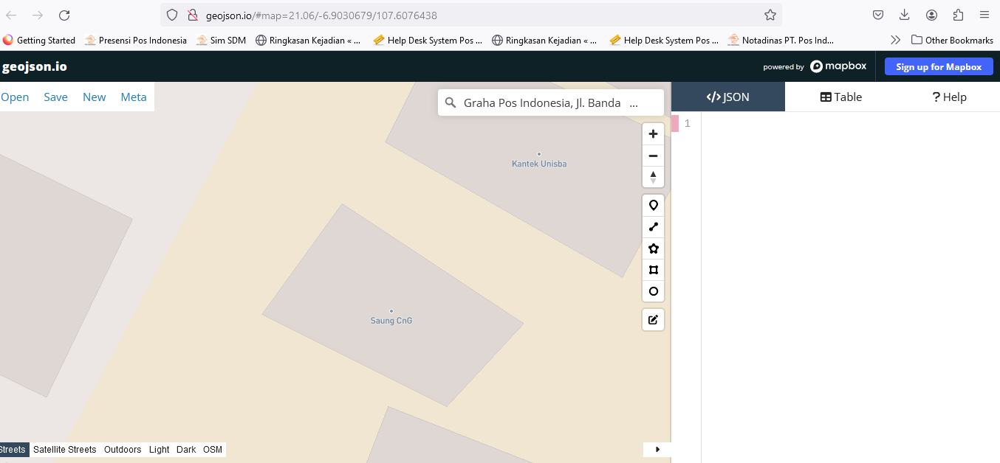 geojson.io/#map=21.06/-6.9030679/107.6076438
Getting Started Presensi Pos Indonesia Sim SDM Ringkasan Kejadian « ... Help Desk System Pos ... Ringkasan Kejadian « ... Help Desk System Pos ... Notadinas PT. Pos Ind... Other Bookmarks
geojson.io powered by mapbox Sign up for Mapbox
Open Save New Meta Graha Pos Indonesia, Jl. Banda ... </> JSON Table ? Help
1
Kantek Unisba
Saung CnG
Streets Satellite Streets Outdoors Light Dark OSM